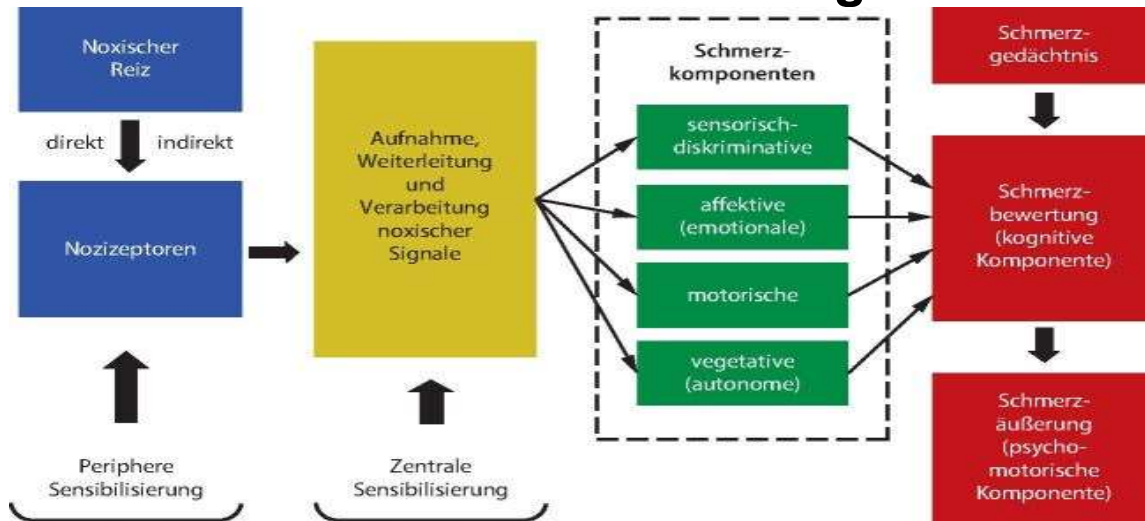 Noxischer
Reiz
direkt
indirekt
Nozizeptoren
Periphere
Sensibilisierung
Aufnahme,
Weiterleitung
und
Verarbeitung
noxischer
Signale
Zentrale
Sensibilisierung
Schmerz-
komponenten
sensorisch-
diskriminative
affektive
(emotionale)
motorische
vegetative
(autonome)
Schmerz-
gedächtnis
Schmerz-
bewertung
(kognitive
Komponente)
Schmerz-
äußerung
(psycho-
motorische
Komponente)